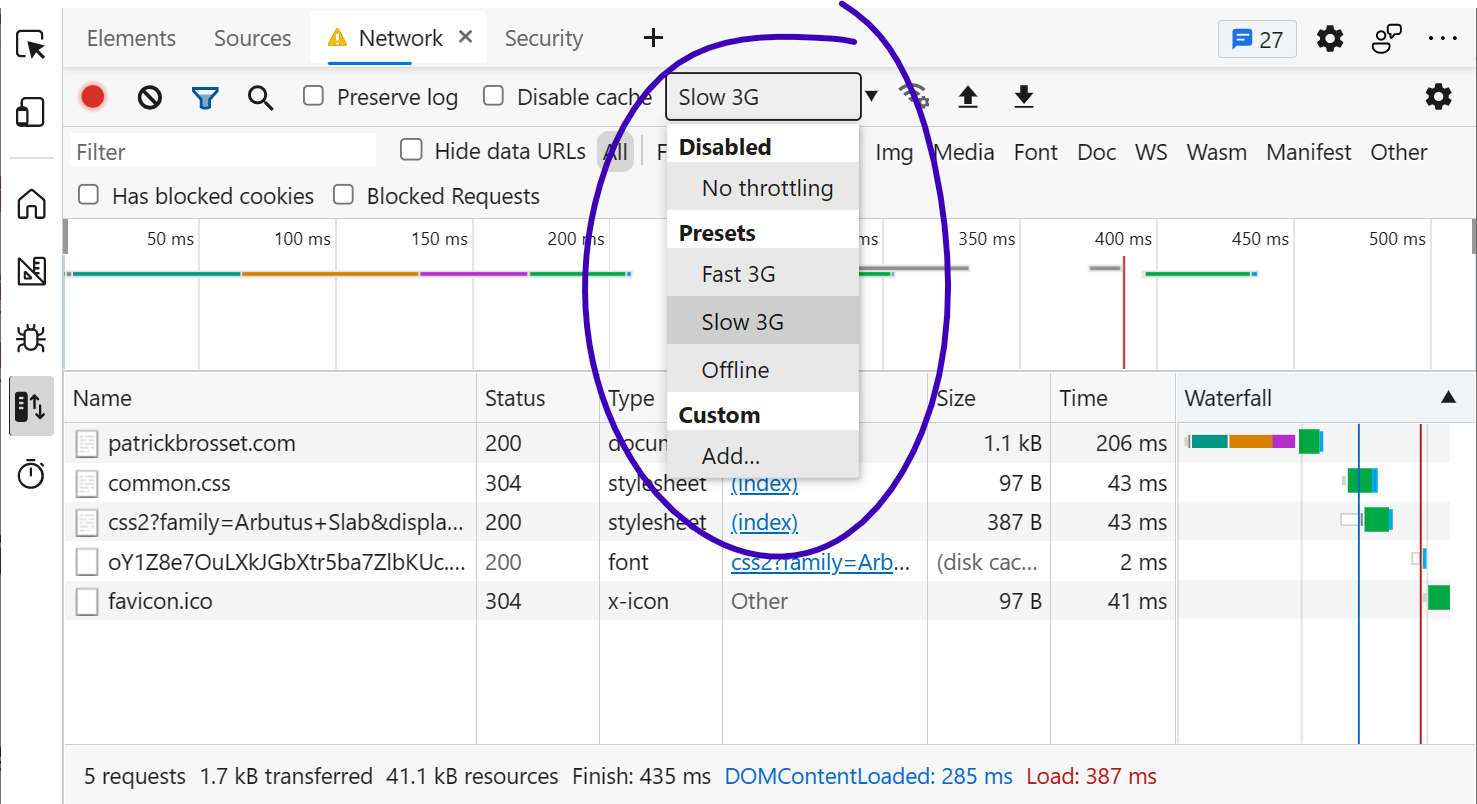 Elements Sources Network Security 27
Preserve log Disable cache Slow 3G
Filter Hide data URLs All Img Media Font Doc WS Wasm Manifest Other
Disabled
No throttling
Presets
Fast 3G
Slow 3G
Offline
Custom
Add...
Has blocked cookies Blocked Requests
50 ms 100 ms 150 ms 200 ms ms 350 ms 400 ms 450 ms 500 ms
Name Status Type Size Time Waterfall
patrickbrosset.com 200 docu 1.1 kB 206 ms
common.css 304 stylesheet (index) 97 B 43 ms
css2?family=Arbutus+Slab&displa... 200 stylesheet (index) 387 B 43 ms
oY1Z8e7OuLXkJGbXtr5ba7ZlbKUc.... 200 font css2?family=Arb... (disk cac... 2 ms
favicon.ico 304 x-icon Other 97 B 41 ms
5 requests 1.7 kB transferred 41.1 kB resources Finish: 435 ms DOMContentLoaded: 285 ms Load: 387 ms